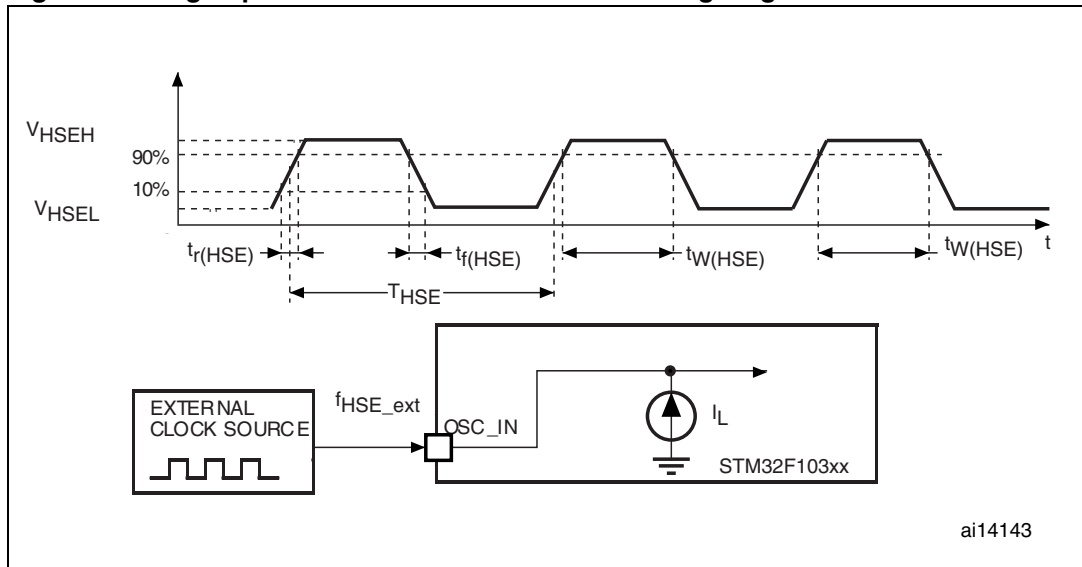 VHSEH
90%
10%
VHSEL
tr(HSE)
tf(HSE)
tW(HSE)
tW(HSE)
t
THSE
EXTERNAL
CLOCK SOURCE
fHSE_ext
OSC_IN
IL
STM32F103xx
ai14143